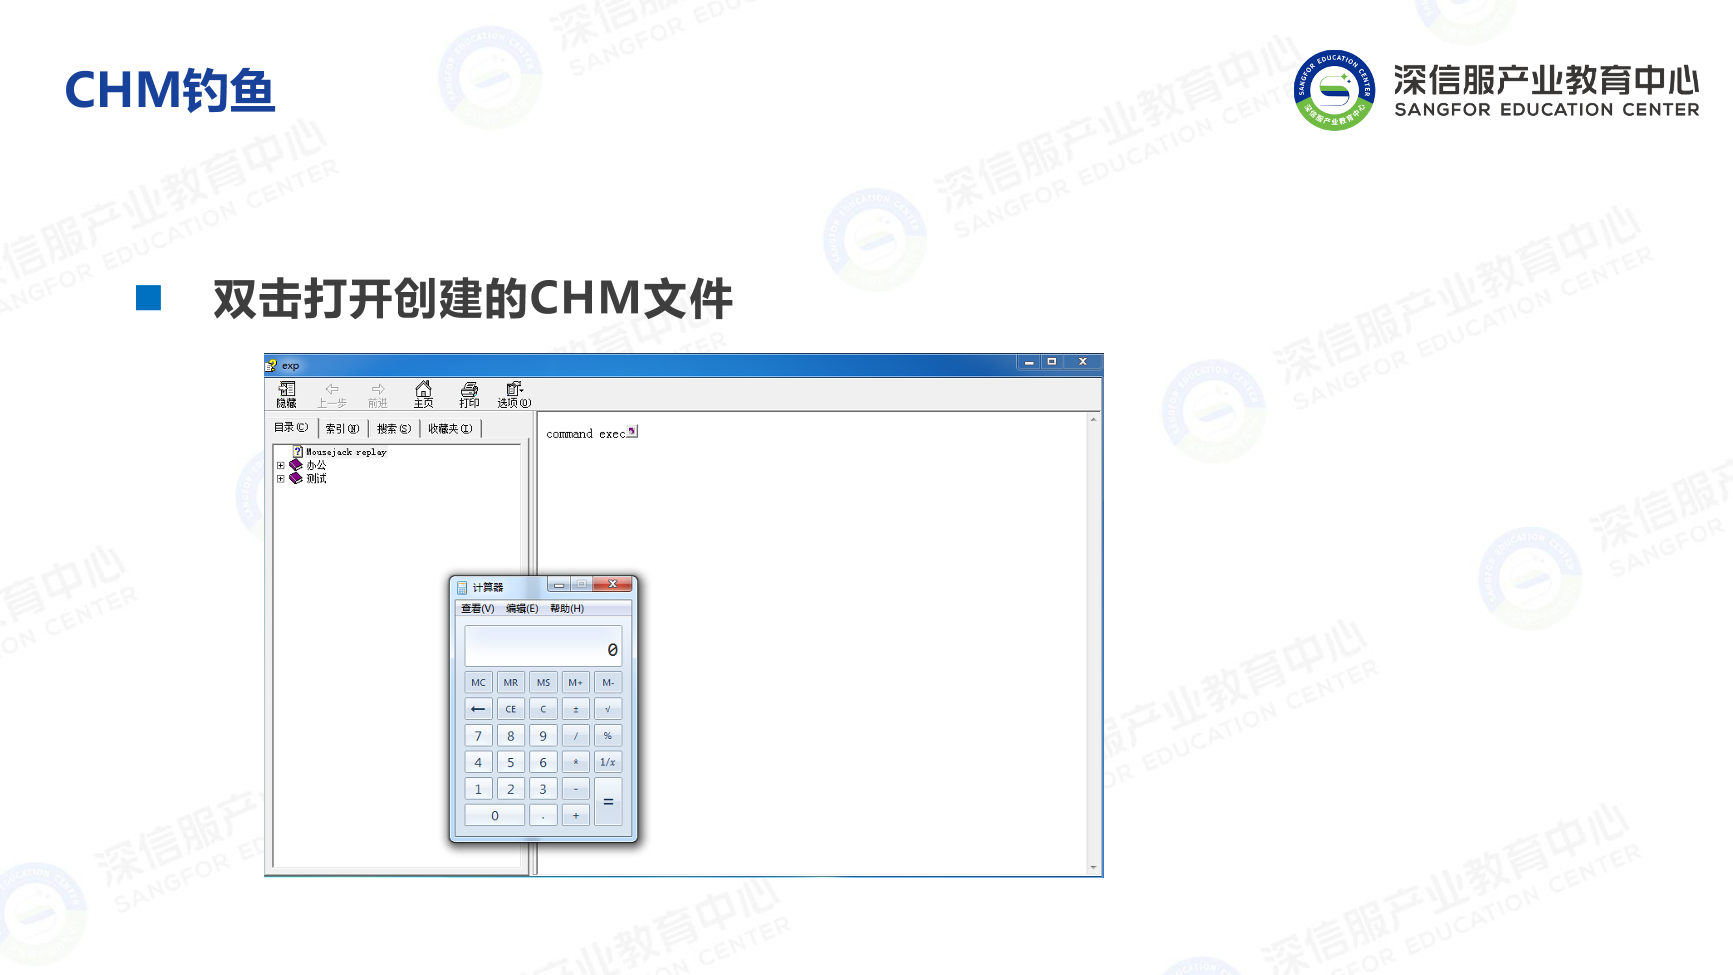 CHM钓鱼
深信服产业教育中心
SANGFOR EDUCATION CENTER
双击打开创建的CHM文件
exp
隐藏 上一步 前进 主页 打印 选项(O)
目录(C) 索引(N) 搜索(S) 收藏夹(I)
command exec
Mousejack replay
办公
测试
计算器
查看(V) 编辑(E) 帮助(H)
0
MC MR MS M+ M-
← CE C ± √
7 8 9 / %
4 5 6 * 1/x
1 2 3 - =
0 . +